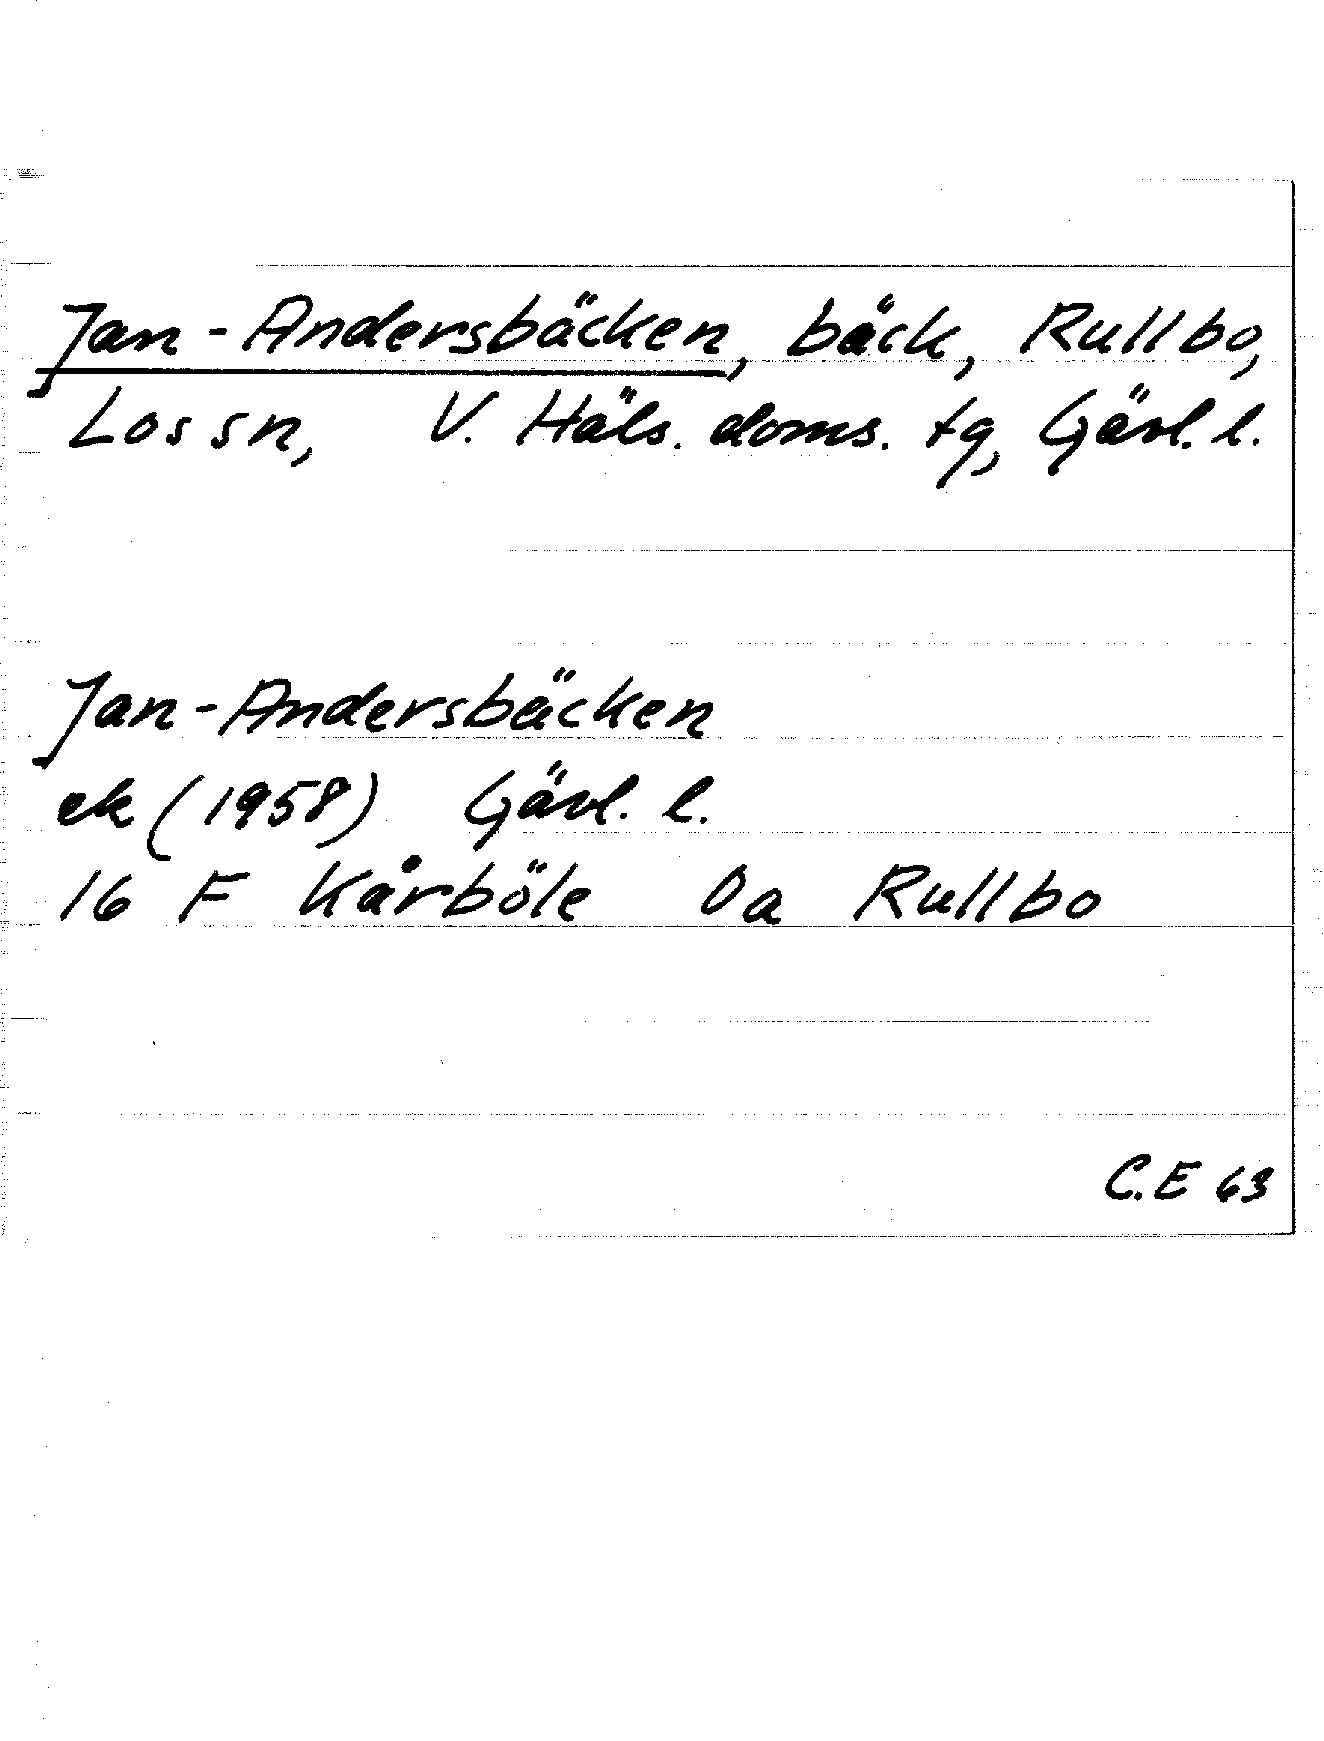 Jan-Andersbäcken, bäck, Rullbo,
Los sn, V. Häls. doms. tg, Gävl. l.
Jan-Andersbäcken
ek (1958) Gävl. l.
16 F Kårböle 0a Rullbo
C.E 63